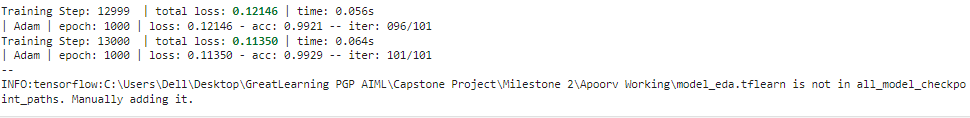 Training Step: 12999  | total loss: 0.12146 | time: 0.056s
| Adam | epoch: 1000 | loss: 0.12146 - acc: 0.9921 -- iter: 096/101
Training Step: 13000  | total loss: 0.11350 | time: 0.064s
| Adam | epoch: 1000 | loss: 0.11350 - acc: 0.9929 -- iter: 101/101
--
INFO:tensorflow:C:\Users\Dell\Desktop\GreatLearning PGP AIML\Capstone Project\Milestone 2\Apoorv Working\model_eda.tflearn is not in all_model_checkpo
int_paths. Manually adding it.